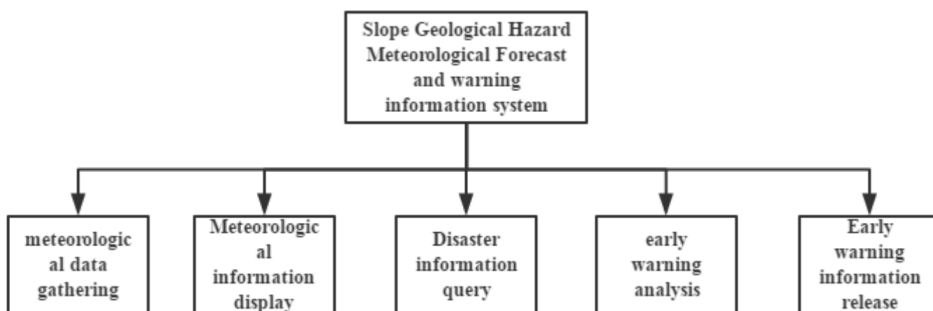 Slope Geological Hazard
Meteorological Forecast
and warning
information system
meteorologic
al data
gathering
Meteorologic
al
information
display
Disaster
information
query
early
warning
analysis
Early
warning
information
release